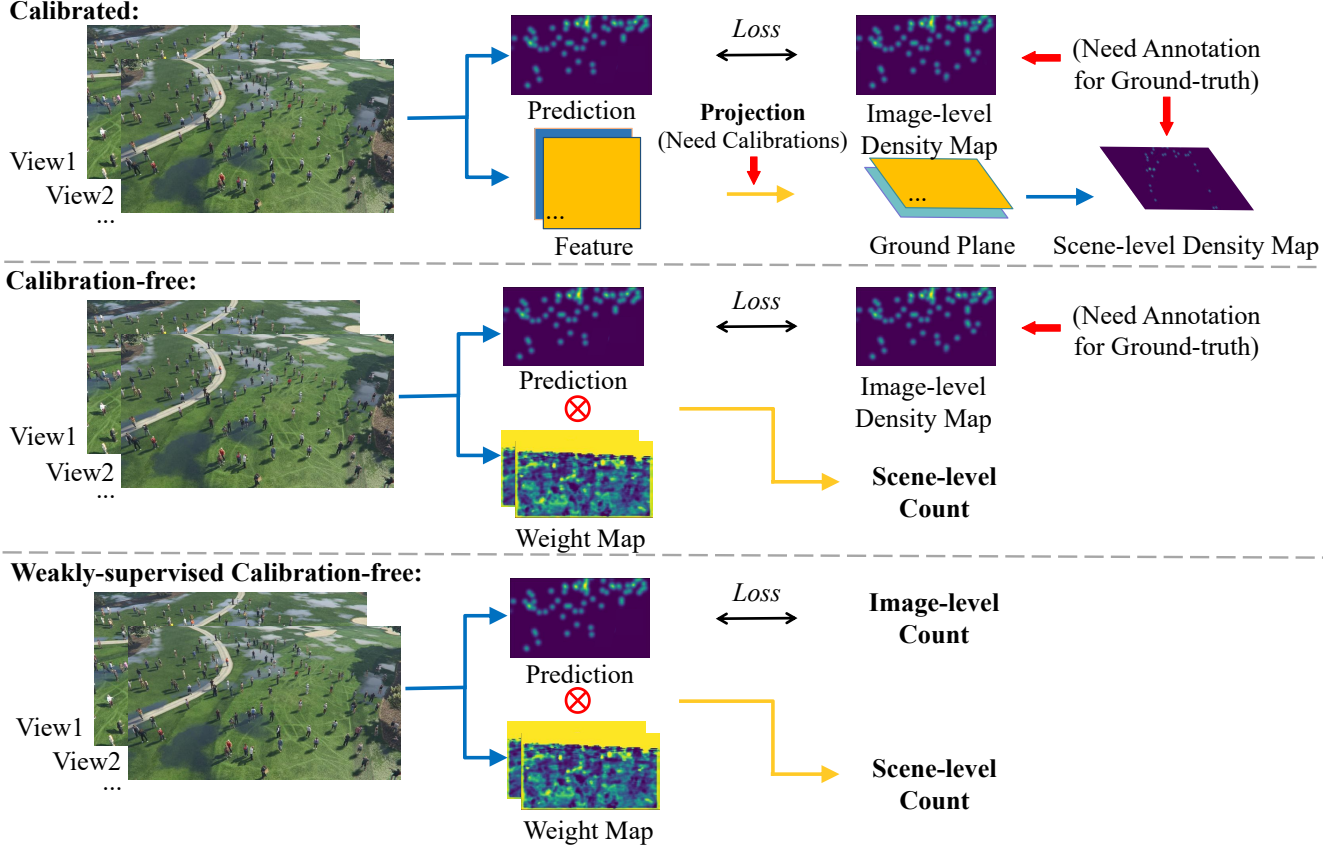 Calibrated:
View1
View2
...
Prediction
...
Feature
Loss
Projection
(Need Calibrations)
Image-level
Density Map
...
Ground Plane
(Need Annotation
for Ground-truth)
Scene-level Density Map
Calibration-free:
View1
View2
...
Prediction
Weight Map
Loss
Image-level
Density Map
(Need Annotation
for Ground-truth)
Scene-level
Count
Weakly-supervised Calibration-free:
View1
View2
...
Prediction
Weight Map
Loss
Image-level
Count
Scene-level
Count